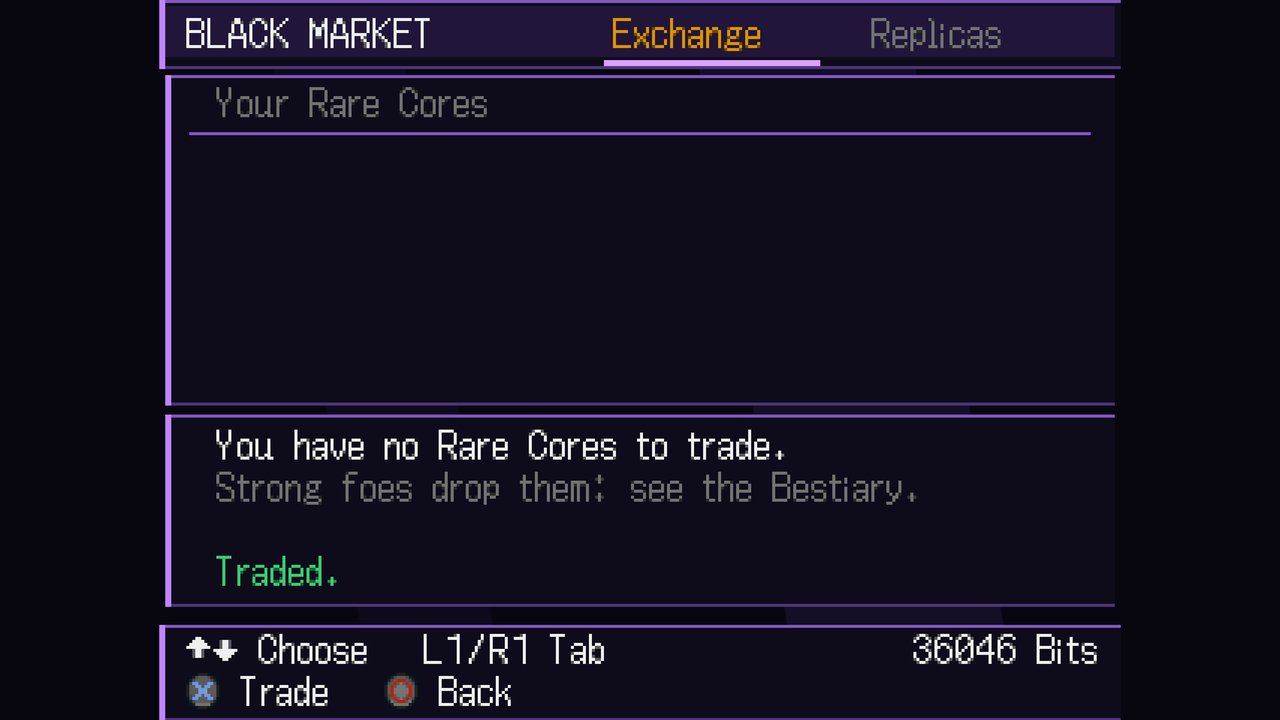 BLACK MARKET Exchange Replicas
Your Rare Cores
You have no Rare Cores to trade.
Strong foes drop them: see the Bestiary.
Traded.
Choose L1/R1 Tab 36046 Bits
Trade Back